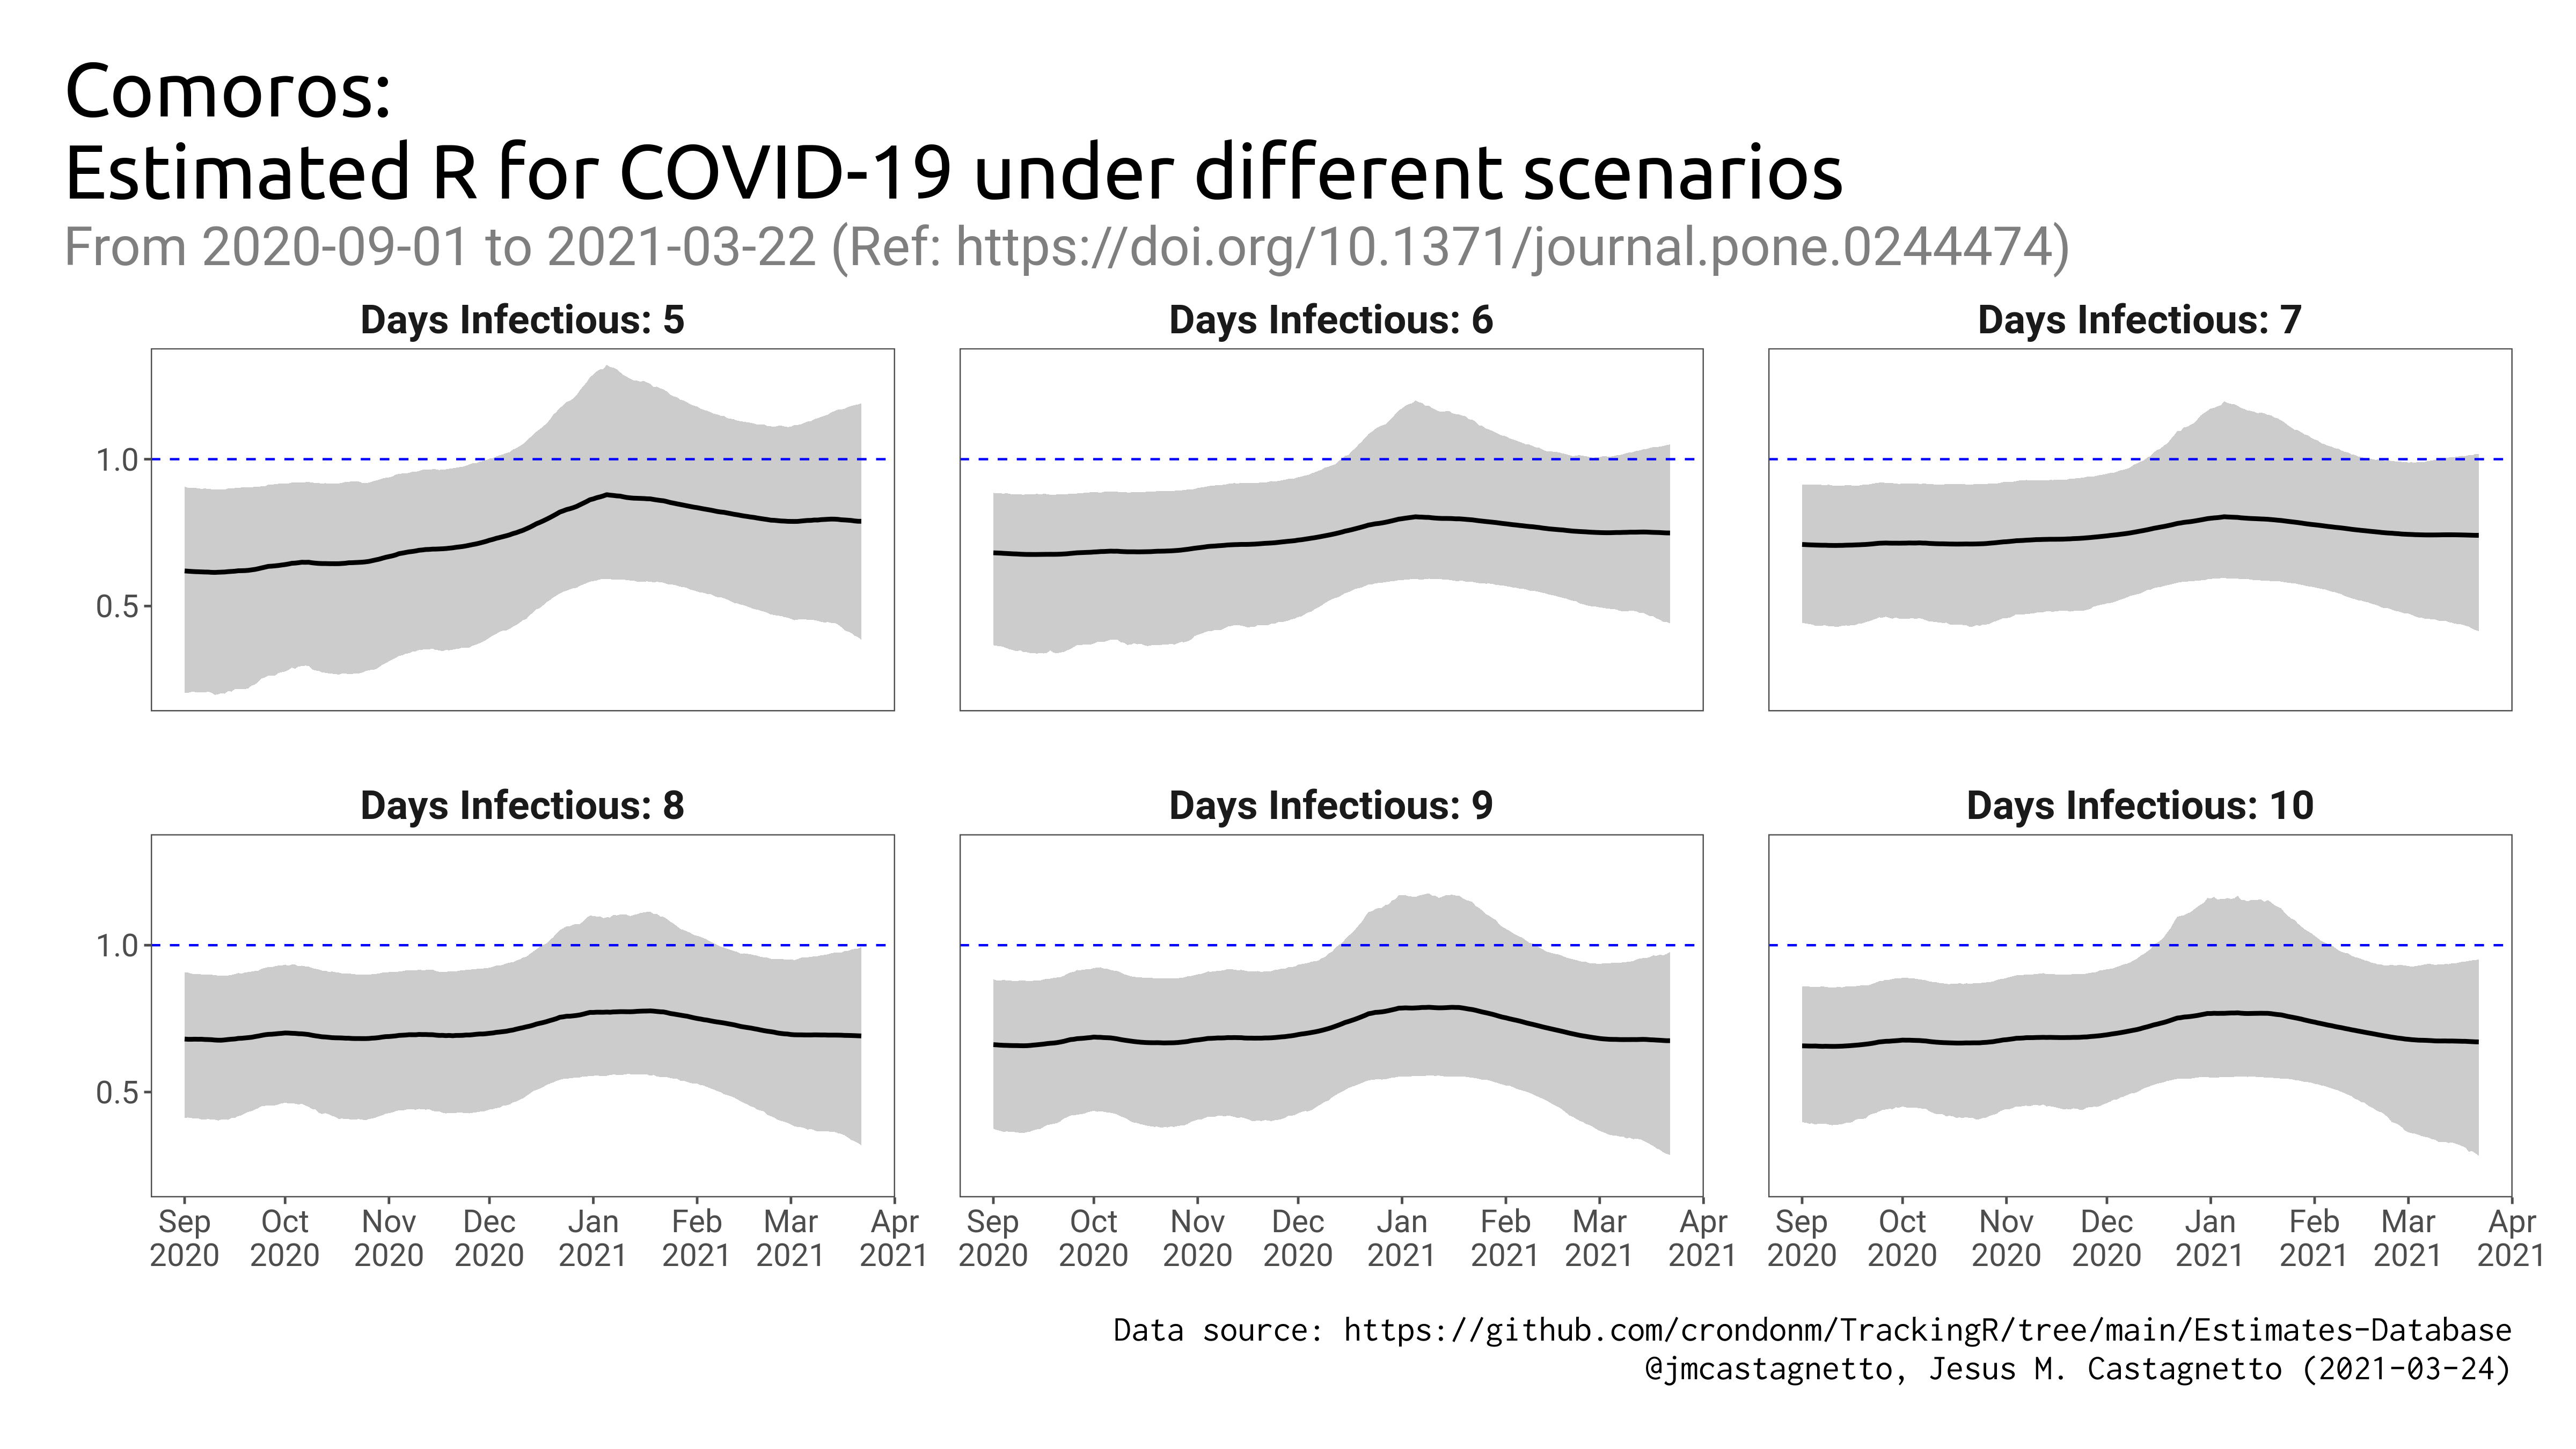 Comoros:
Estimated R for COVID-19 under different scenarios
From 2020-09-01 to 2021-03-22 (Ref: https://doi.org/10.1371/journal.pone.0244474)
Days Infectious: 5
Days Infectious: 6
Days Infectious: 7
1.0
0.5
Days Infectious: 8
Days Infectious: 9
Days Infectious: 10
1.0
0.5
Sep Oct Nov Dec Jan Feb Mar Apr
2020 2020 2020 2020 2021 2021 2021 2021
Sep Oct Nov Dec Jan Feb Mar Apr
2020 2020 2020 2020 2021 2021 2021 2021
Sep Oct Nov Dec Jan Feb Mar Apr
2020 2020 2020 2020 2021 2021 2021 2021
Data source: https://github.com/crondonm/TrackingR/tree/main/Estimates-Database
@jmcastagnetto, Jesus M. Castagnetto (2021-03-24)